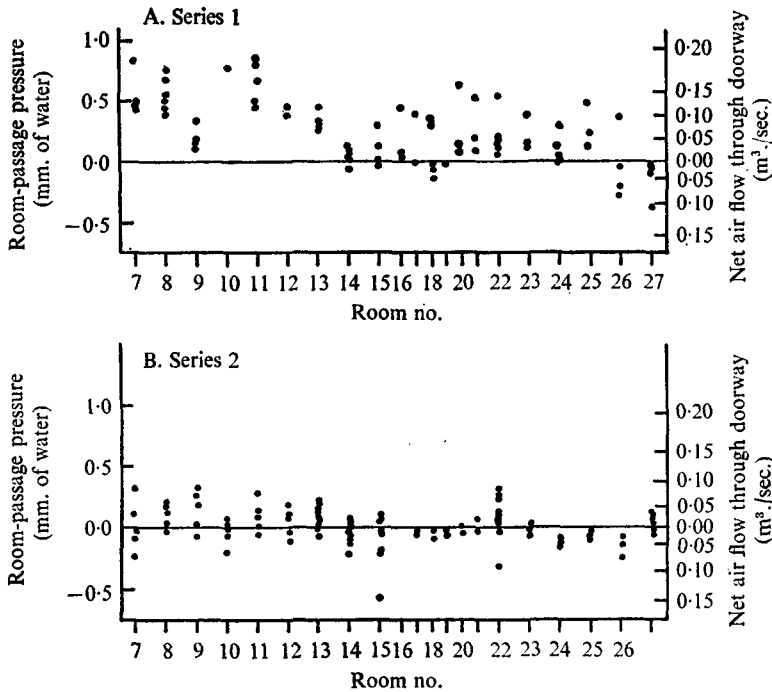 A. Series 1
Room-passage pressure
(mm. of water)
1·0
0·5
0·0
−0·5
0·20
0·15
0·10
0·05
0·00
0·05
0·10
0·15
Net air flow through doorway
(m³./sec.)
7 8 9 10 11 12 13 14 15 16 18 20 22 23 24 25 26 27
Room no.
B. Series 2
Room-passage pressure
(mm. of water)
1·0
0·5
0·0
−0·5
0·20
0·15
0·10
0·05
0·00
0·05
0·10
0·15
Net air flow through doorway
(m³./sec.)
7 8 9 10 11 12 13 14 15 16 18 20 22 23 24 25 26
Room no.